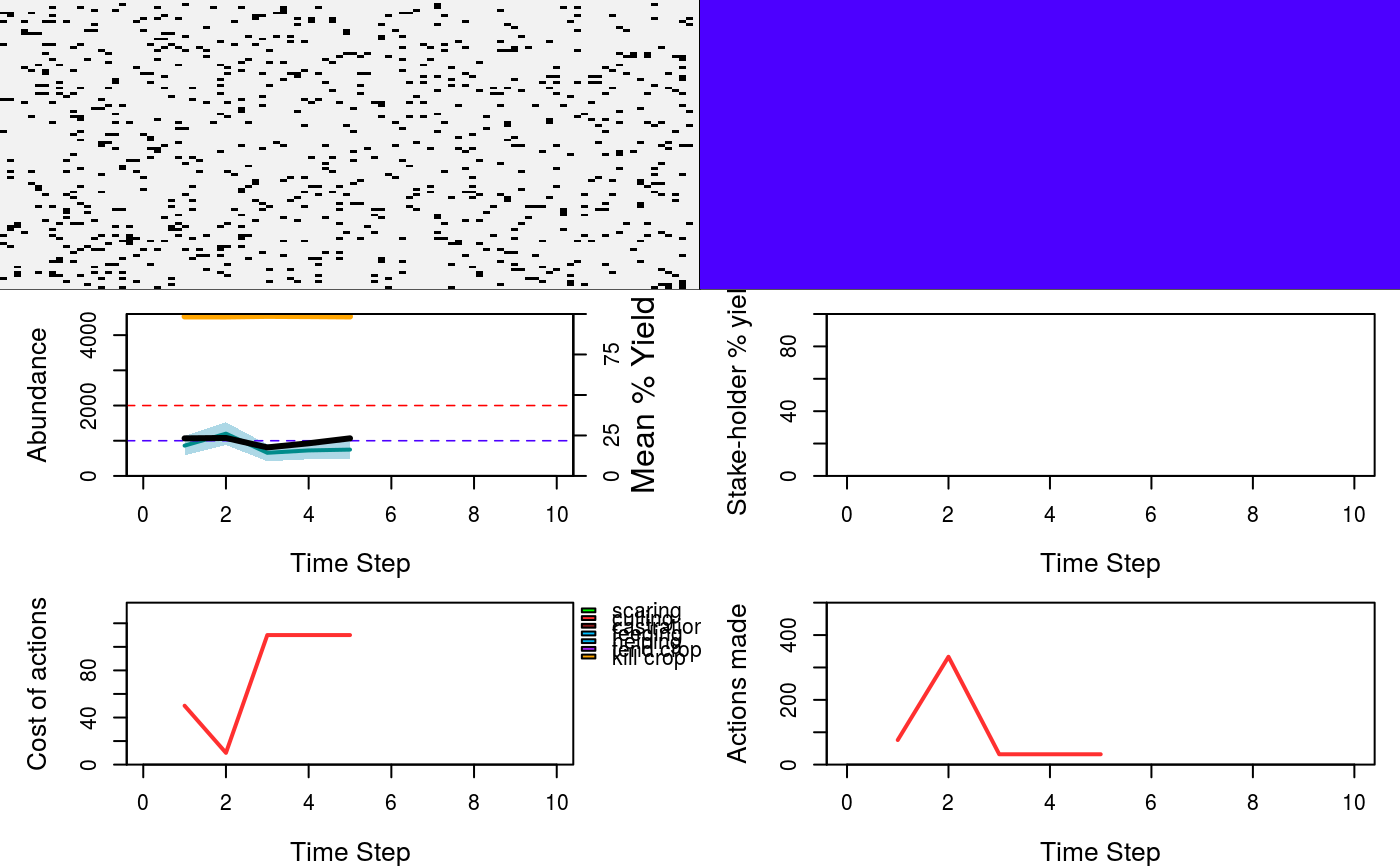 Abundance
0
2000
4000
0
25
75
Mean % Yield
0 2 4 6 8 10
Time Step
Stake-holder % yiel
0
40
80
0 2 4 6 8 10
Time Step
Cost of actions
0
40
80
0 2 4 6 8 10
Time Step
scaring
culling
castration
feeding
helping
tend crop
kill crop
Actions made
0
200
400
0 2 4 6 8 10
Time Step